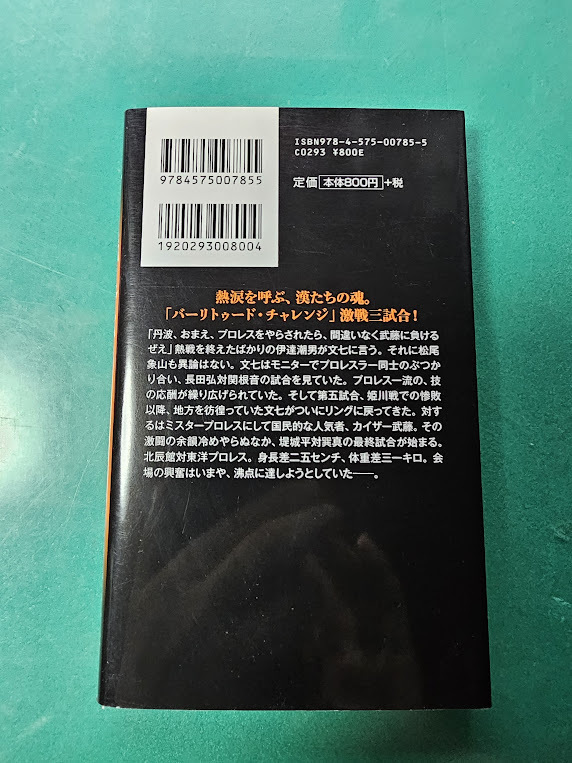 ISBN978-4-575-00785-5
C0293 ¥800E
9784575007855
定価 本体800円 +税
1920293008004
熱涙を呼ぶ、漢たちの魂。
「バーリトゥード・チャレンジ」激戦三試合！
「丹波、おまえ、プロレスをやらされたら、間違いなく武藤に負ける
ぜえ」熱戦を終えたばかりの伊達潮男が文七に言う。それに松尾
象山も異論はない。文七はモニターでプロレスラー同士のぶつか
り合い、長田弘対関根音の試合を見ていた。プロレス一流の、技
の応酬が繰り広げられていた。そして第五試合、姫川戦での惨敗
以降、地方を彷徨っていた文七がついにリングに戻ってきた。対す
るはミスタープロレスにして国民的な人気者、カイザー武藤。その
激闘の余韻冷めやらぬなか、堤城平対巽真の最終試合が始まる。
北辰館対東洋プロレス。身長差二五センチ、体重差三一キロ。会
場の興奮はいまや、沸点に達しようとしていた――。